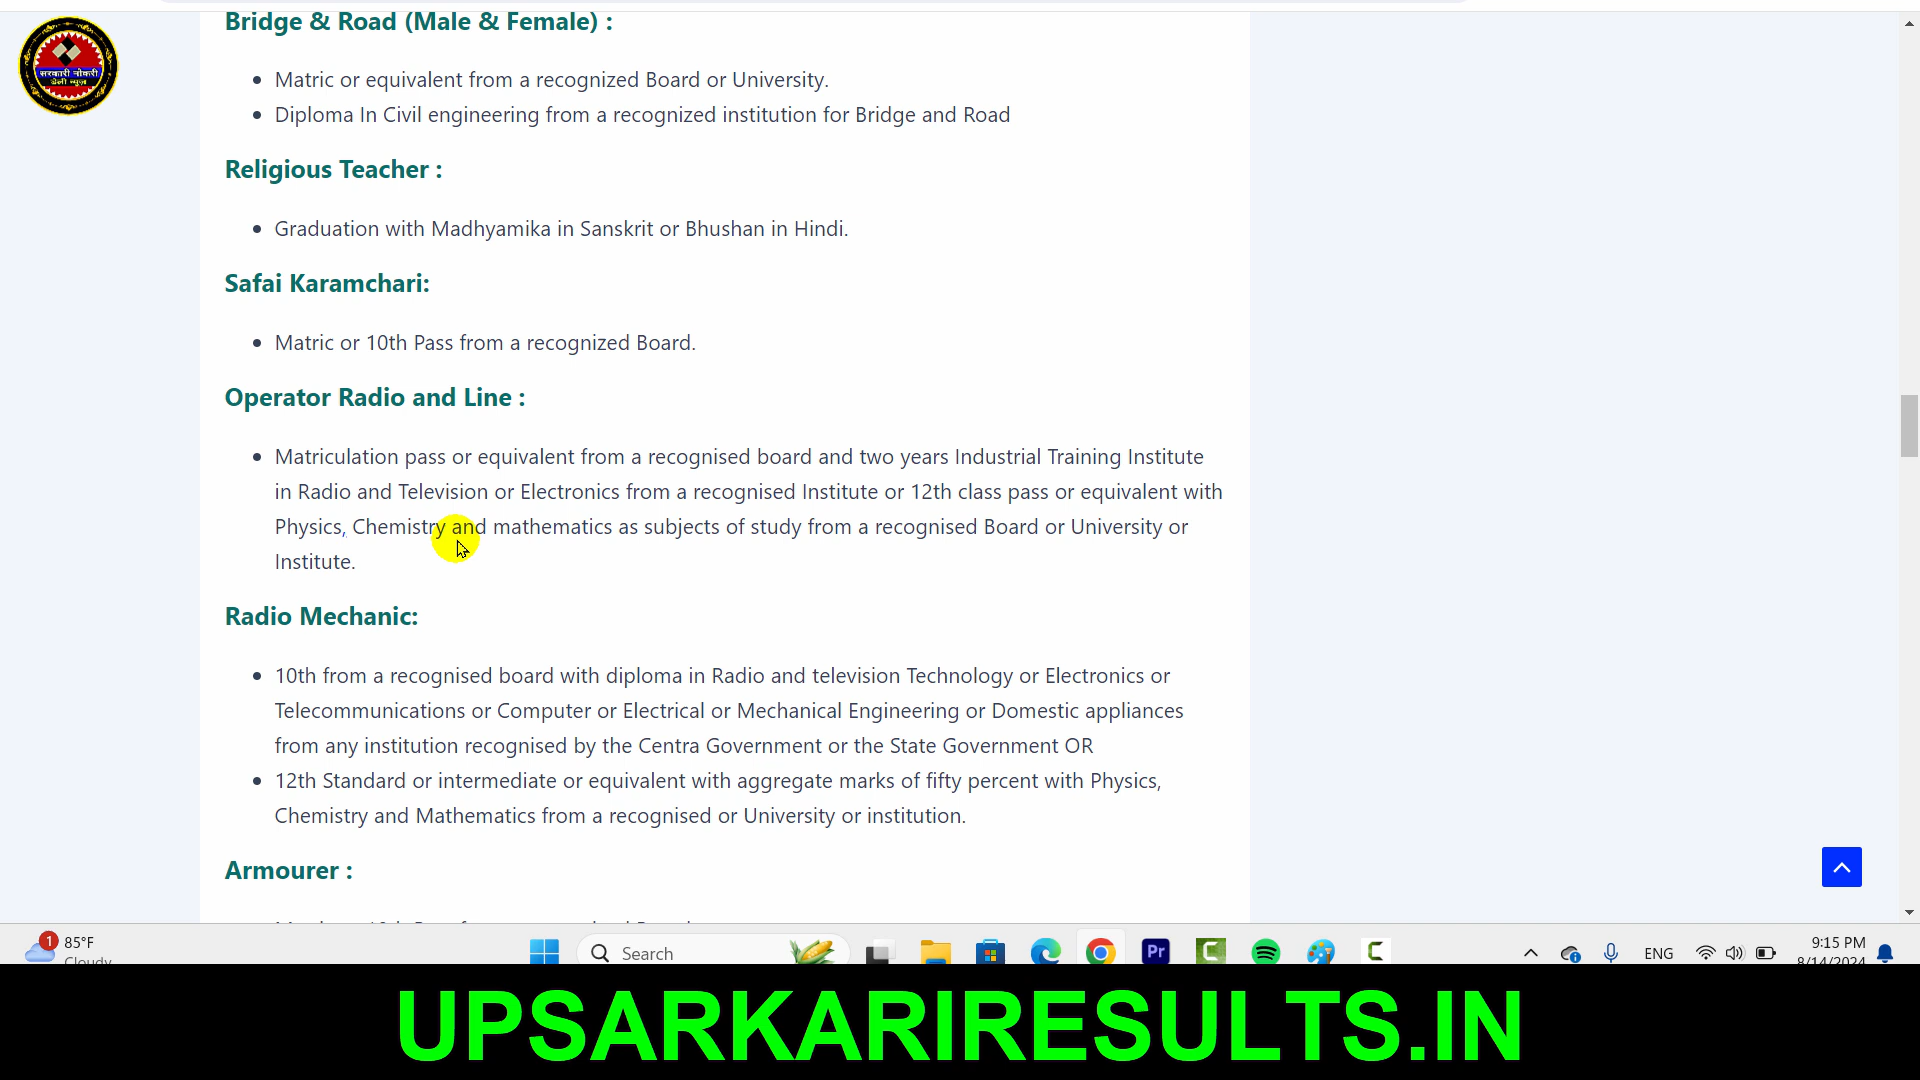 Bridge & Road (Male & Female) :
सरकारी नौकरी
डेली न्यूज़
Matric or equivalent from a recognized Board or University.
Diploma In Civil engineering from a recognized institution for Bridge and Road
Religious Teacher :
Graduation with Madhyamika in Sanskrit or Bhushan in Hindi.
Safai Karamchari:
Matric or 10th Pass from a recognized Board.
Operator Radio and Line :
Matriculation pass or equivalent from a recognised board and two years Industrial Training Institute
in Radio and Television or Electronics from a recognised Institute or 12th class pass or equivalent with
Physics, Chemistry and mathematics as subjects of study from a recognised Board or University or
Institute.
Radio Mechanic:
10th from a recognised board with diploma in Radio and television Technology or Electronics or
Telecommunications or Computer or Electrical or Mechanical Engineering or Domestic appliances
from any institution recognised by the Centra Government or the State Government OR
12th Standard or intermediate or equivalent with aggregate marks of fifty percent with Physics,
Chemistry and Mathematics from a recognised or University or institution.
Armourer :
1
85°F
Cloudy
Search
Pr
ENG
9:15 PM
8/14/2024
UPSARKARIRESULTS.IN